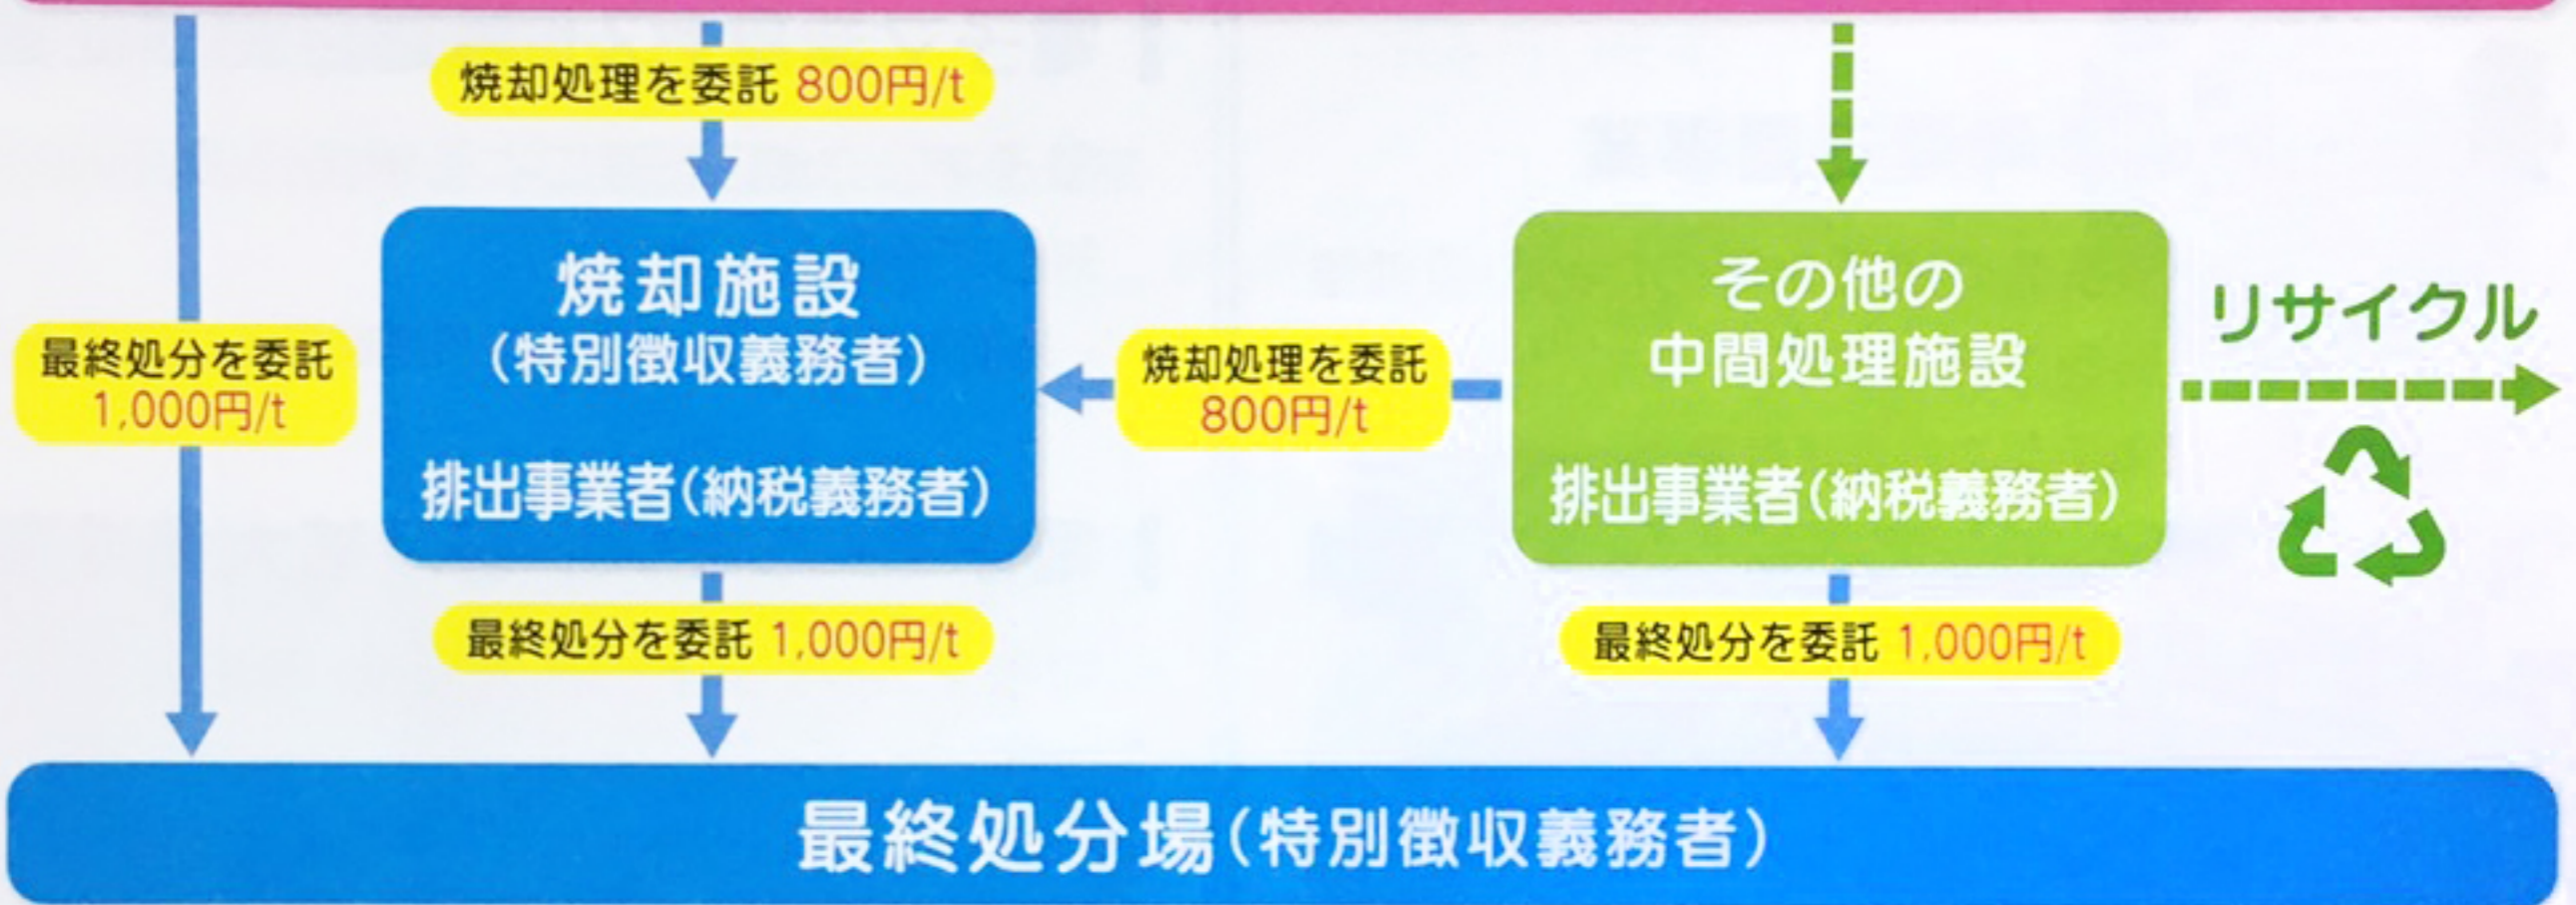 焼却処理を委託 800円/t
焼却施設
(特別徴収義務者)
排出事業者(納税義務者)
その他の
中間処理施設
排出事業者(納税義務者)
リサイクル
最終処分を委託
1,000円/t
焼却処理を委託
800円/t
最終処分を委託 1,000円/t
最終処分を委託 1,000円/t
最終処分場(特別徴収義務者)